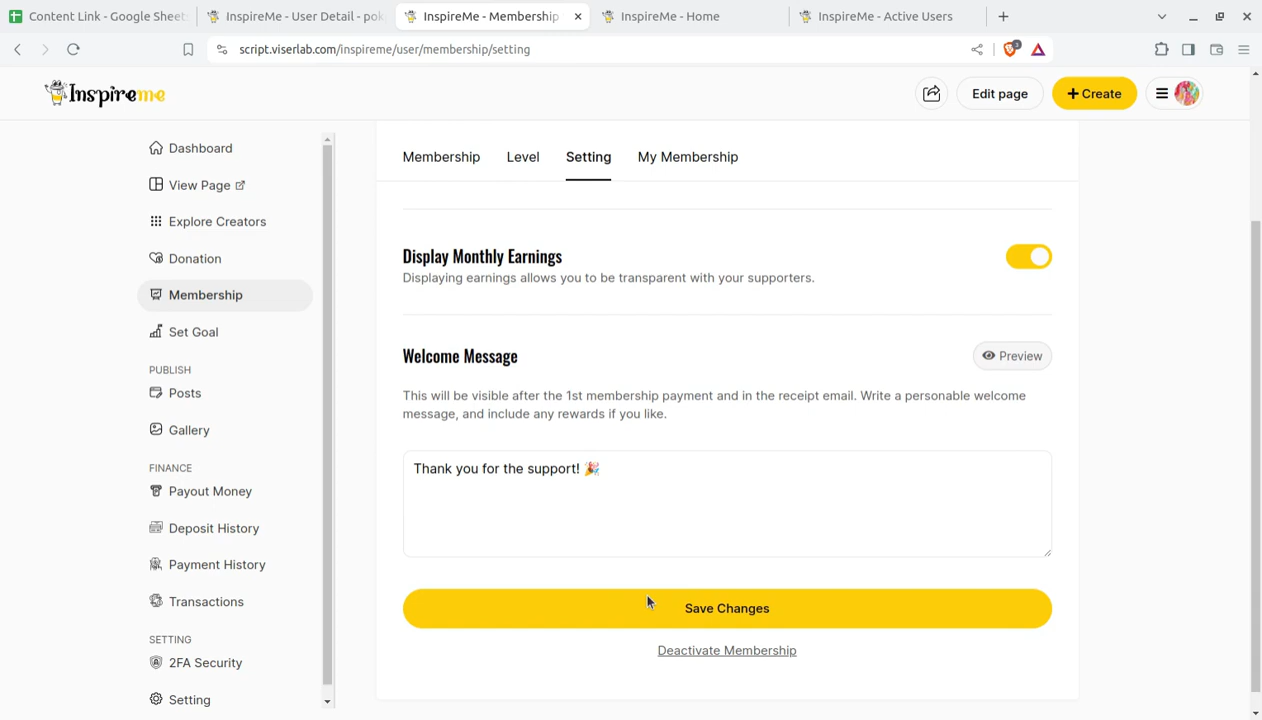 Content Link - Google Sheets
InspireMe - User Detail - pok
InspireMe - Membership
InspireMe - Home
InspireMe - Active Users
script.viserlab.com/inspireme/user/membership/setting
3
Inspireme
Edit page
+ Create
Dashboard
View Page
Explore Creators
Donation
Membership
Set Goal
PUBLISH
Posts
Gallery
FINANCE
Payout Money
Deposit History
Payment History
Transactions
SETTING
2FA Security
Setting
Membership Level Setting My Membership
Display Monthly Earnings
Displaying earnings allows you to be transparent with your supporters.
Welcome Message
Preview
This will be visible after the 1st membership payment and in the receipt email. Write a personable welcome
message, and include any rewards if you like.
Thank you for the support! 🎉
Save Changes
Deactivate Membership